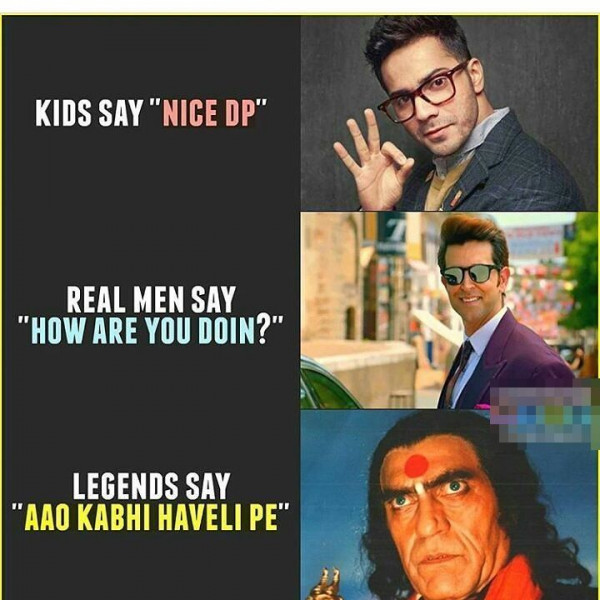 KIDS SAY "NICE DP"
REAL MEN SAY
"HOW ARE YOU DOIN?"
LEGENDS SAY
"AAO KABHI HAVELI PE"